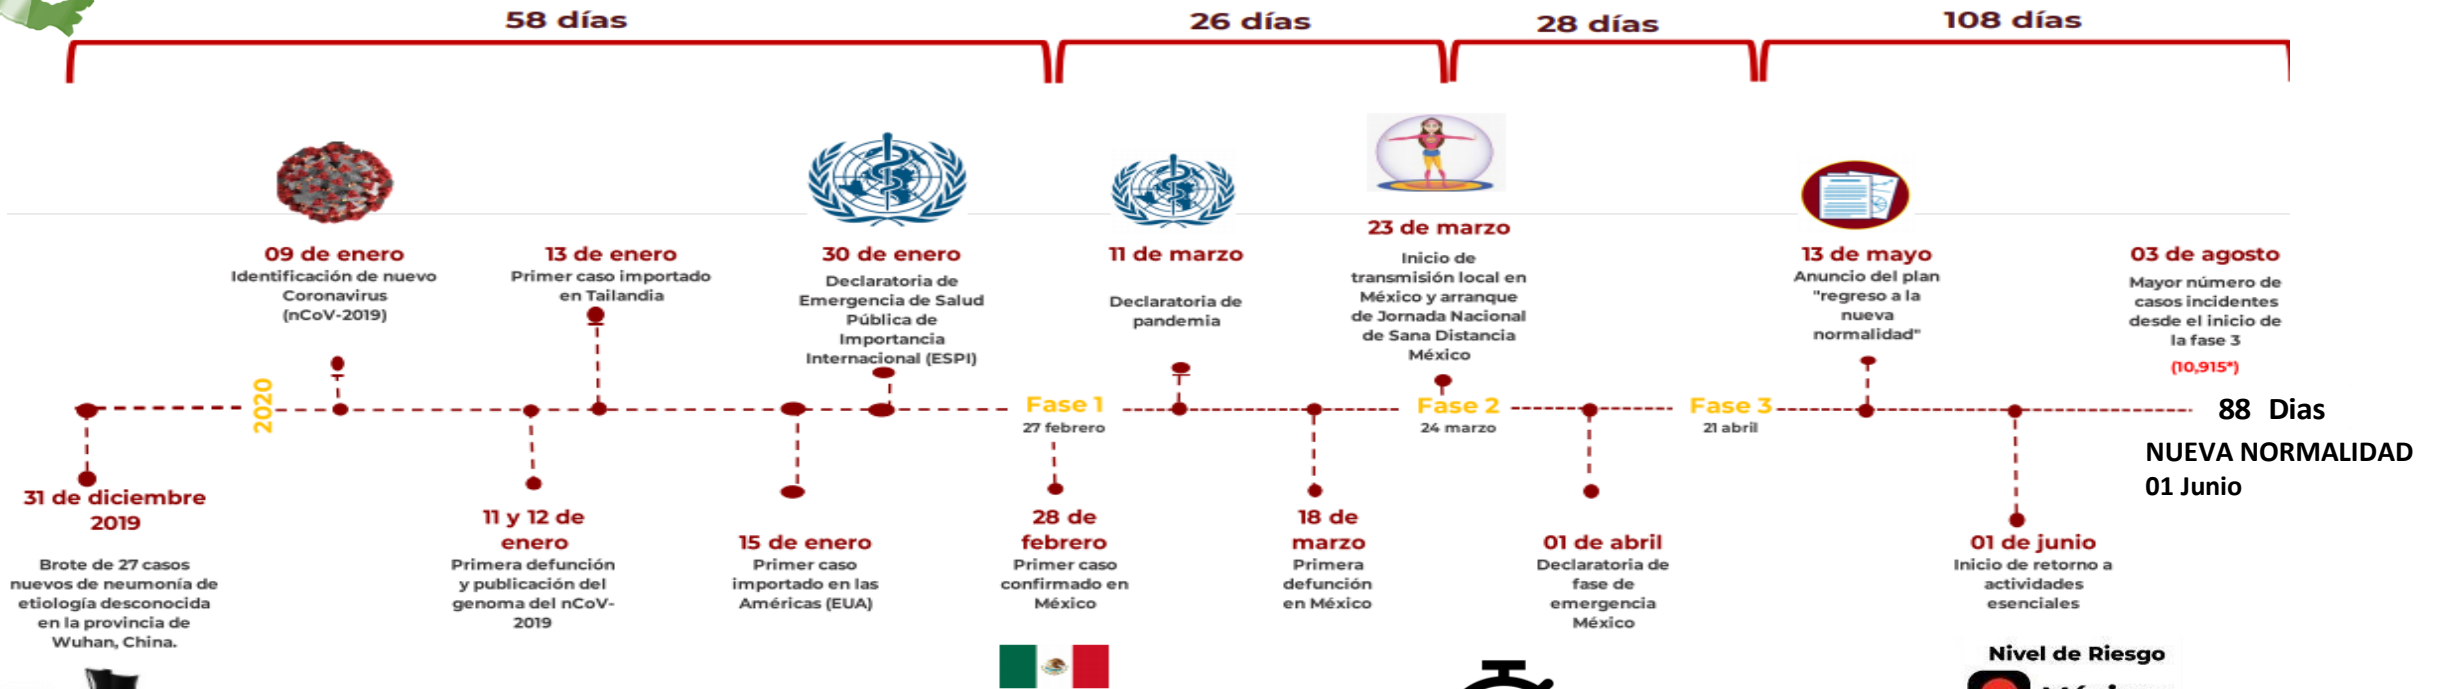 58 días
26 días
28 días
108 días
09 de enero
Identificación de nuevo
Coronavirus
(nCoV-2019)
13 de enero
Primer caso importado
en Tailandia
30 de enero
Declaratoria de
Emergencia de Salud
Pública de
Importancia
Internacional (ESPI)
11 de marzo
Declaratoria de
pandemia
23 de marzo
Inicio de
transmisión local en
México y arranque
de Jornada Nacional
de Sana Distancia
México
13 de mayo
Anuncio del plan
"regreso a la
nueva
normalidad"
03 de agosto
Mayor número de
casos incidentes
desde el inicio de
la fase 3
(10,915*)
2020
Fase 1
27 febrero
Fase 2
24 marzo
Fase 3
21 abril
88 Dias
NUEVA NORMALIDAD
01 Junio
31 de diciembre
2019
Brote de 27 casos
nuevos de neumonía de
etiología desconocida
en la provincia de
Wuhan, China.
11 y 12 de
enero
Primera defunción
y publicación del
genoma del nCoV-
2019
15 de enero
Primer caso
importado en las
Américas (EUA)
28 de
febrero
Primer caso
confirmado en
México
18 de
marzo
Primera
defunción
en México
01 de abril
Declaratoria de
fase de
emergencia
México
01 de junio
Inicio de retorno a
actividades
esenciales
Nivel de Riesgo